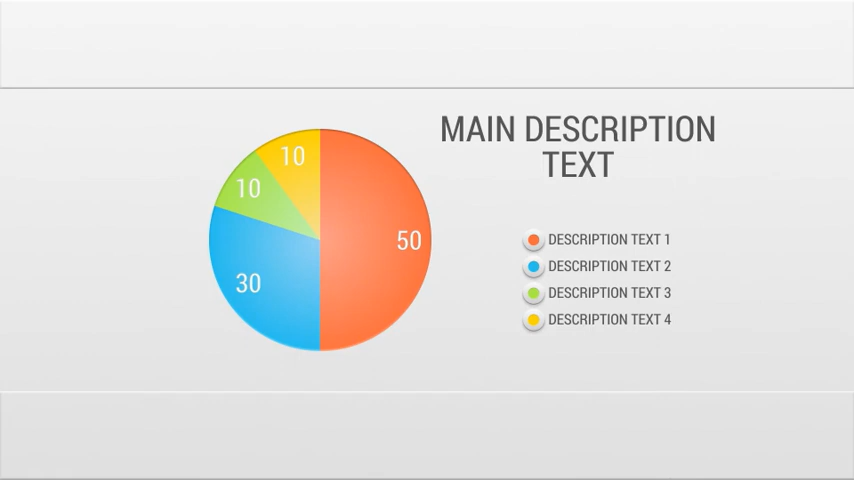 MAIN DESCRIPTION
TEXT
10
10
50
30
DESCRIPTION TEXT 1
DESCRIPTION TEXT 2
DESCRIPTION TEXT 3
DESCRIPTION TEXT 4